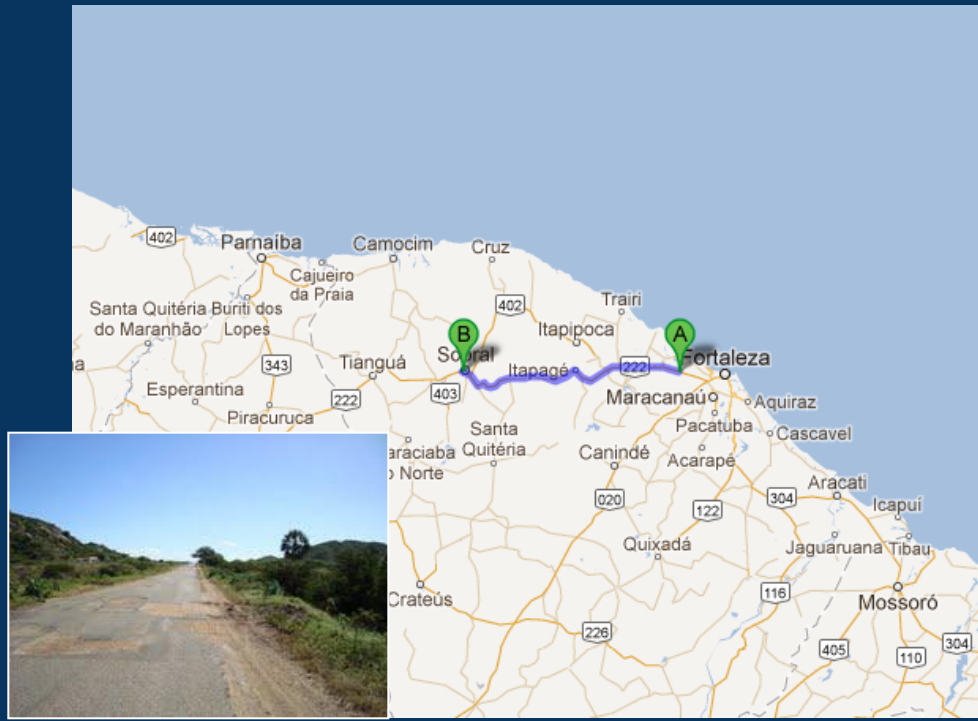 402
Parnaíba
Camocim
Cruz
Cajueiro
da Praia
402
Trairi
Santa Quitéria
do Maranhão
Buriti dos
Lopes
Itapipoca
B
A
Sobral
Fortaleza
343
Tianguá
Itapagé
222
Esperantina
403
Maracanaú
222
Aquiraz
Piracuruca
Pacatuba
Santa
Quitéria
Cascavel
araciaba
o Norte
Canindé
Acarapé
020
304
Aracati
122
Icapuí
Quixadá
Jaguaruana
Tibau
Crateús
116
Mossoró
226
405
110
304